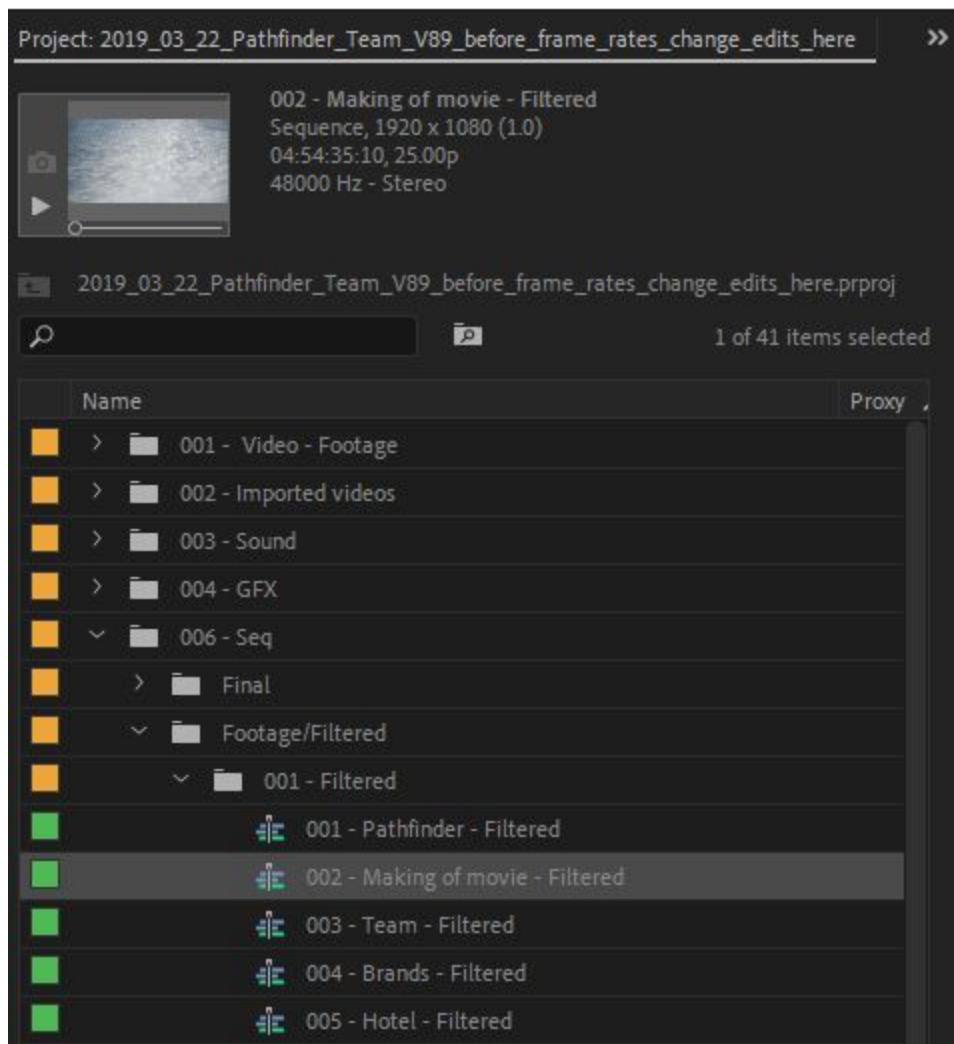 Project: 2019_03_22_Pathfinder_Team_V89_before_frame_rates_change_edits_here
002 - Making of movie - Filtered
Sequence, 1920 x 1080 (1.0)
04:54:35:10, 25.00p
48000 Hz - Stereo
2019_03_22_Pathfinder_Team_V89_before_frame_rates_change_edits_here.prproj
1 of 41 items selected
Name Proxy
001 -  Video - Footage
002 - Imported videos
003 - Sound
004 - GFX
006 - Seq
Final
Footage/Filtered
001 - Filtered
001 - Pathfinder - Filtered
002 - Making of movie - Filtered
003 - Team - Filtered
004 - Brands - Filtered
005 - Hotel - Filtered